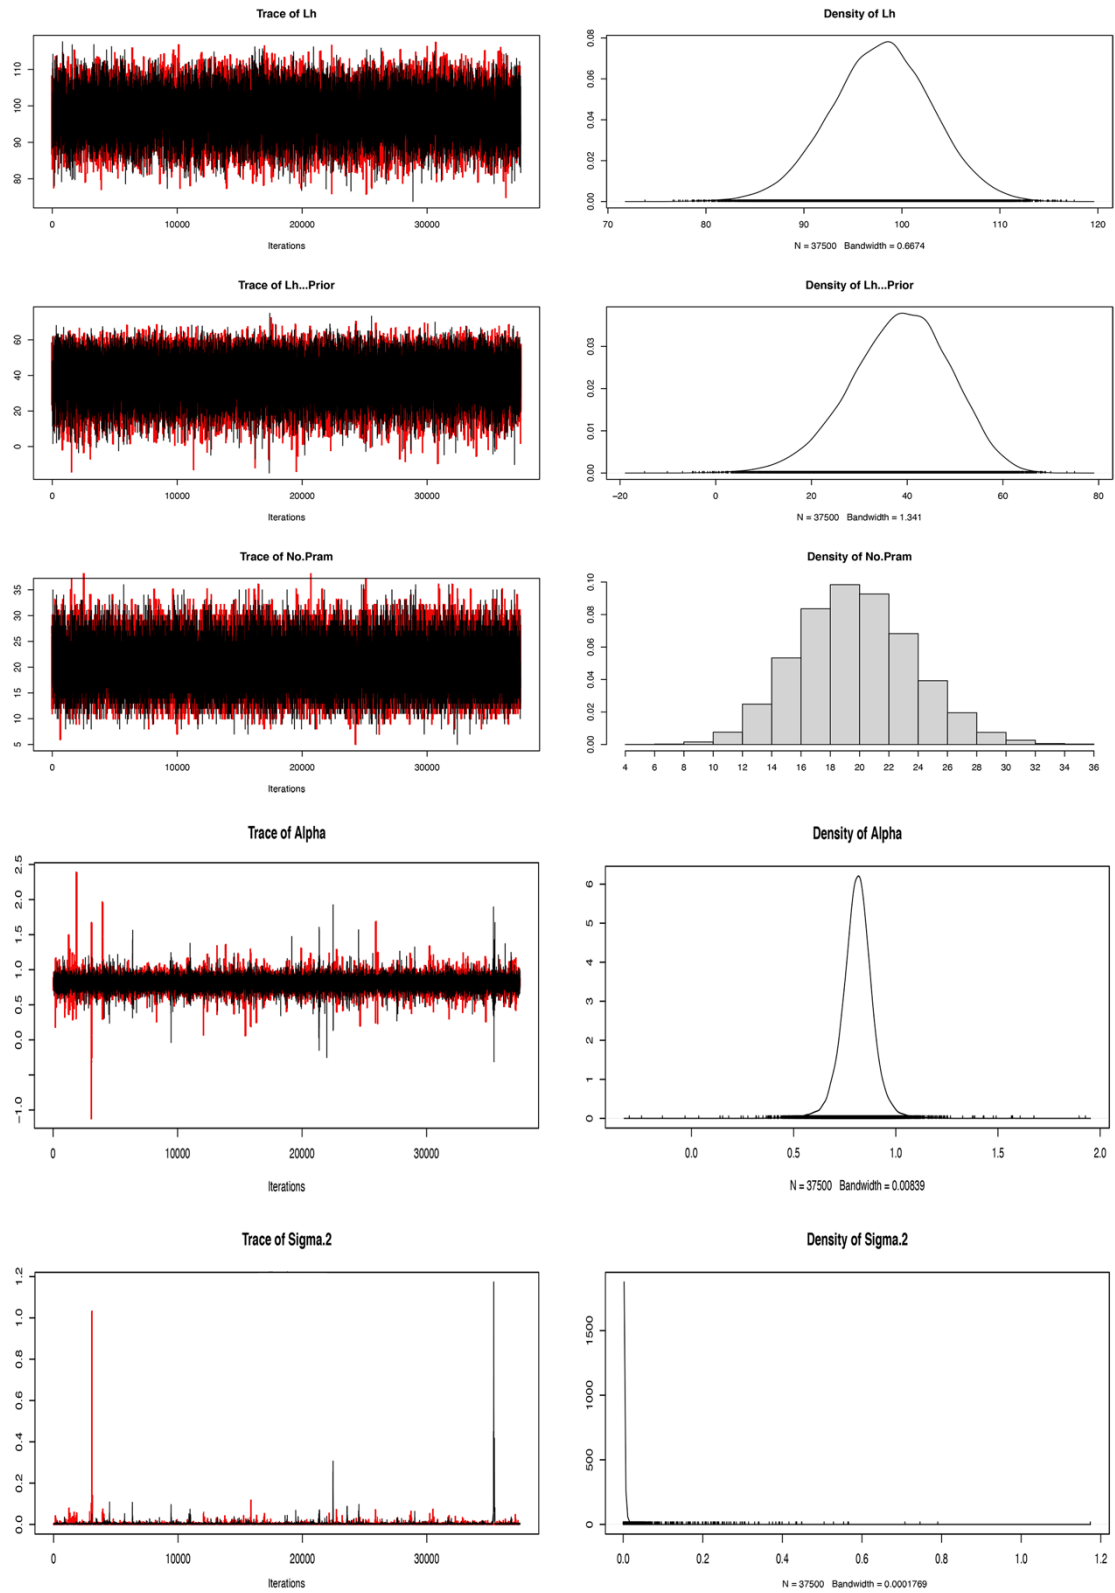 Trace of Lh
110
100
90
80
0 10000 20000 30000
Iterations
Density of Lh
0.08
0.06
0.04
0.02
0.00
70 80 90 100 110 120
N = 37500 Bandwidth = 0.6674
Trace of Lh...Prior
60
40
20
0
0 10000 20000 30000
Iterations
Density of Lh...Prior
0.03
0.02
0.01
0.00
−20 0 20 40 60 80
N = 37500 Bandwidth = 1.341
Trace of No.Pram
35
30
25
20
15
10
5
0 10000 20000 30000
Iterations
Density of No.Pram
0.10
0.08
0.06
0.04
0.02
0.00
4 6 8 10 12 14 16 18 20 22 24 26 28 30 32 34 36
Trace of Alpha
2.5
2.0
1.5
1.0
0.5
0.0
−1.0
0 10000 20000 30000
Iterations
Density of Alpha
6
5
4
3
2
1
0
0.0 0.5 1.0 1.5 2.0
N = 37500 Bandwidth = 0.00839
Trace of Sigma.2
1.2
1.0
0.8
0.6
0.4
0.2
0.0
0 10000 20000 30000
Iterations
Density of Sigma.2
1500
1000
500
0
0.0 0.2 0.4 0.6 0.8 1.0 1.2
N = 37500 Bandwidth = 0.0001769